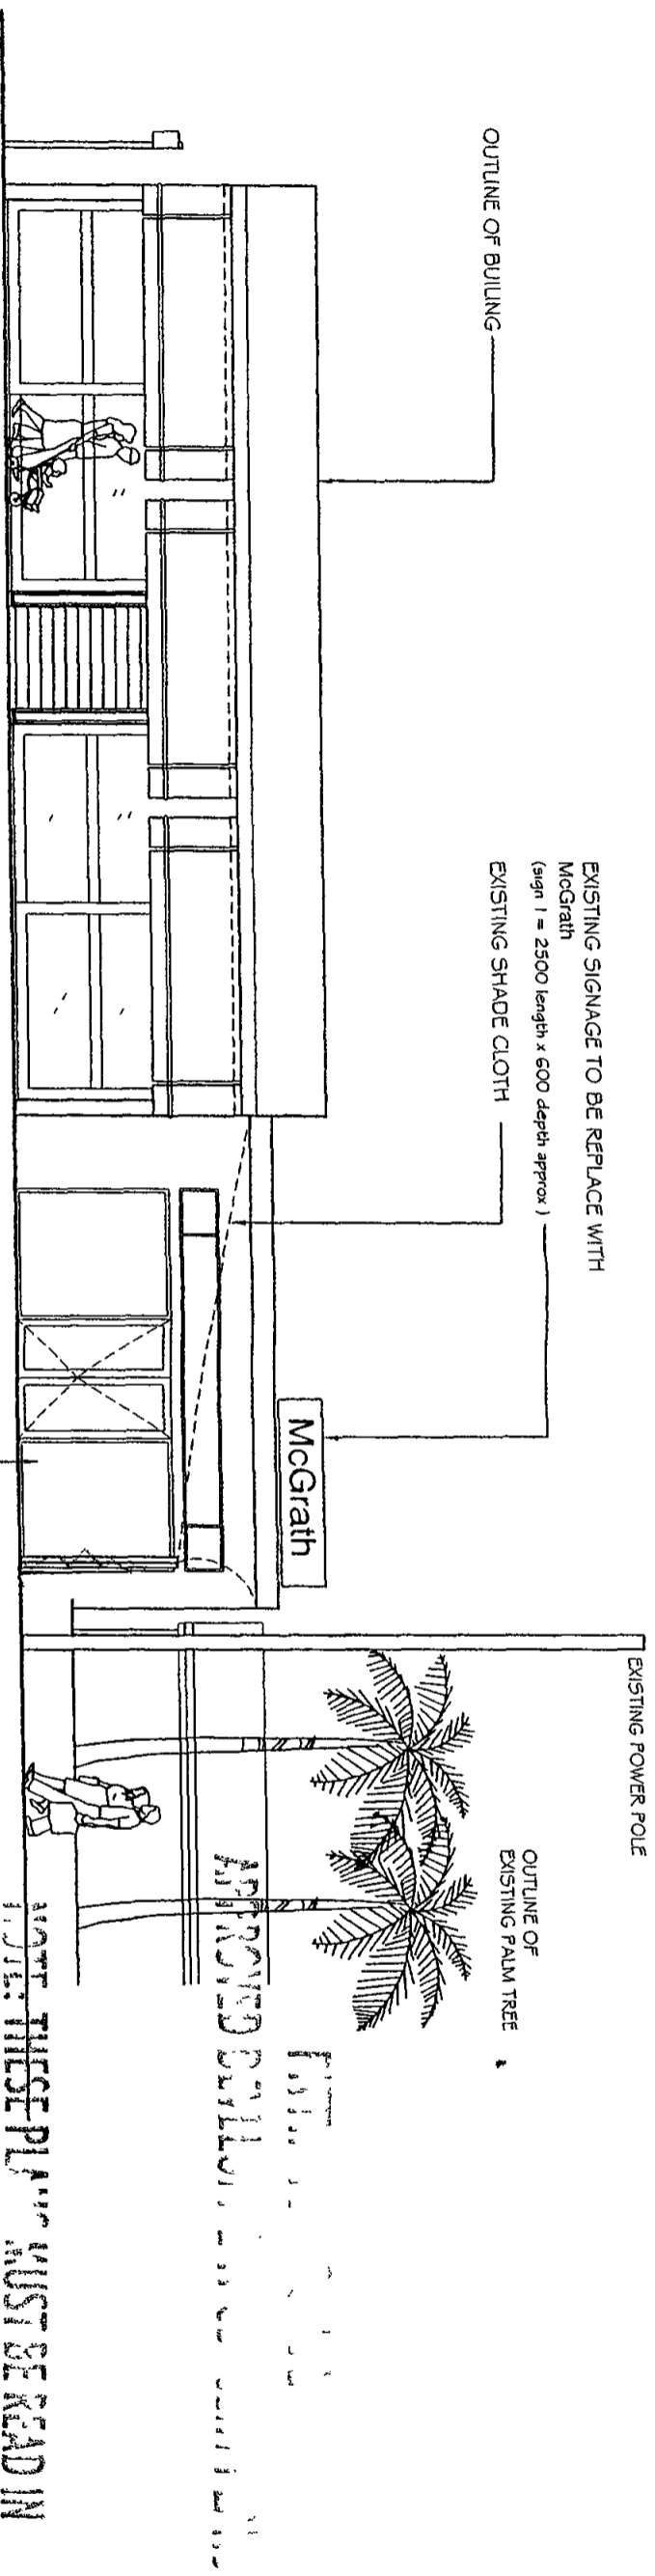 OUTLINE OF BUILING
EXISTING SIGNAGE TO BE REPLACE WITH
McGrath
(sign 1 = 2500 length x 600 depth approx )
EXISTING SHADE CLOTH
McGrath
EXISTING POWER POLE
OUTLINE OF
EXISTING PALM TREE
APPROVED
NOTE: THESE PLANS MUST BE READ IN